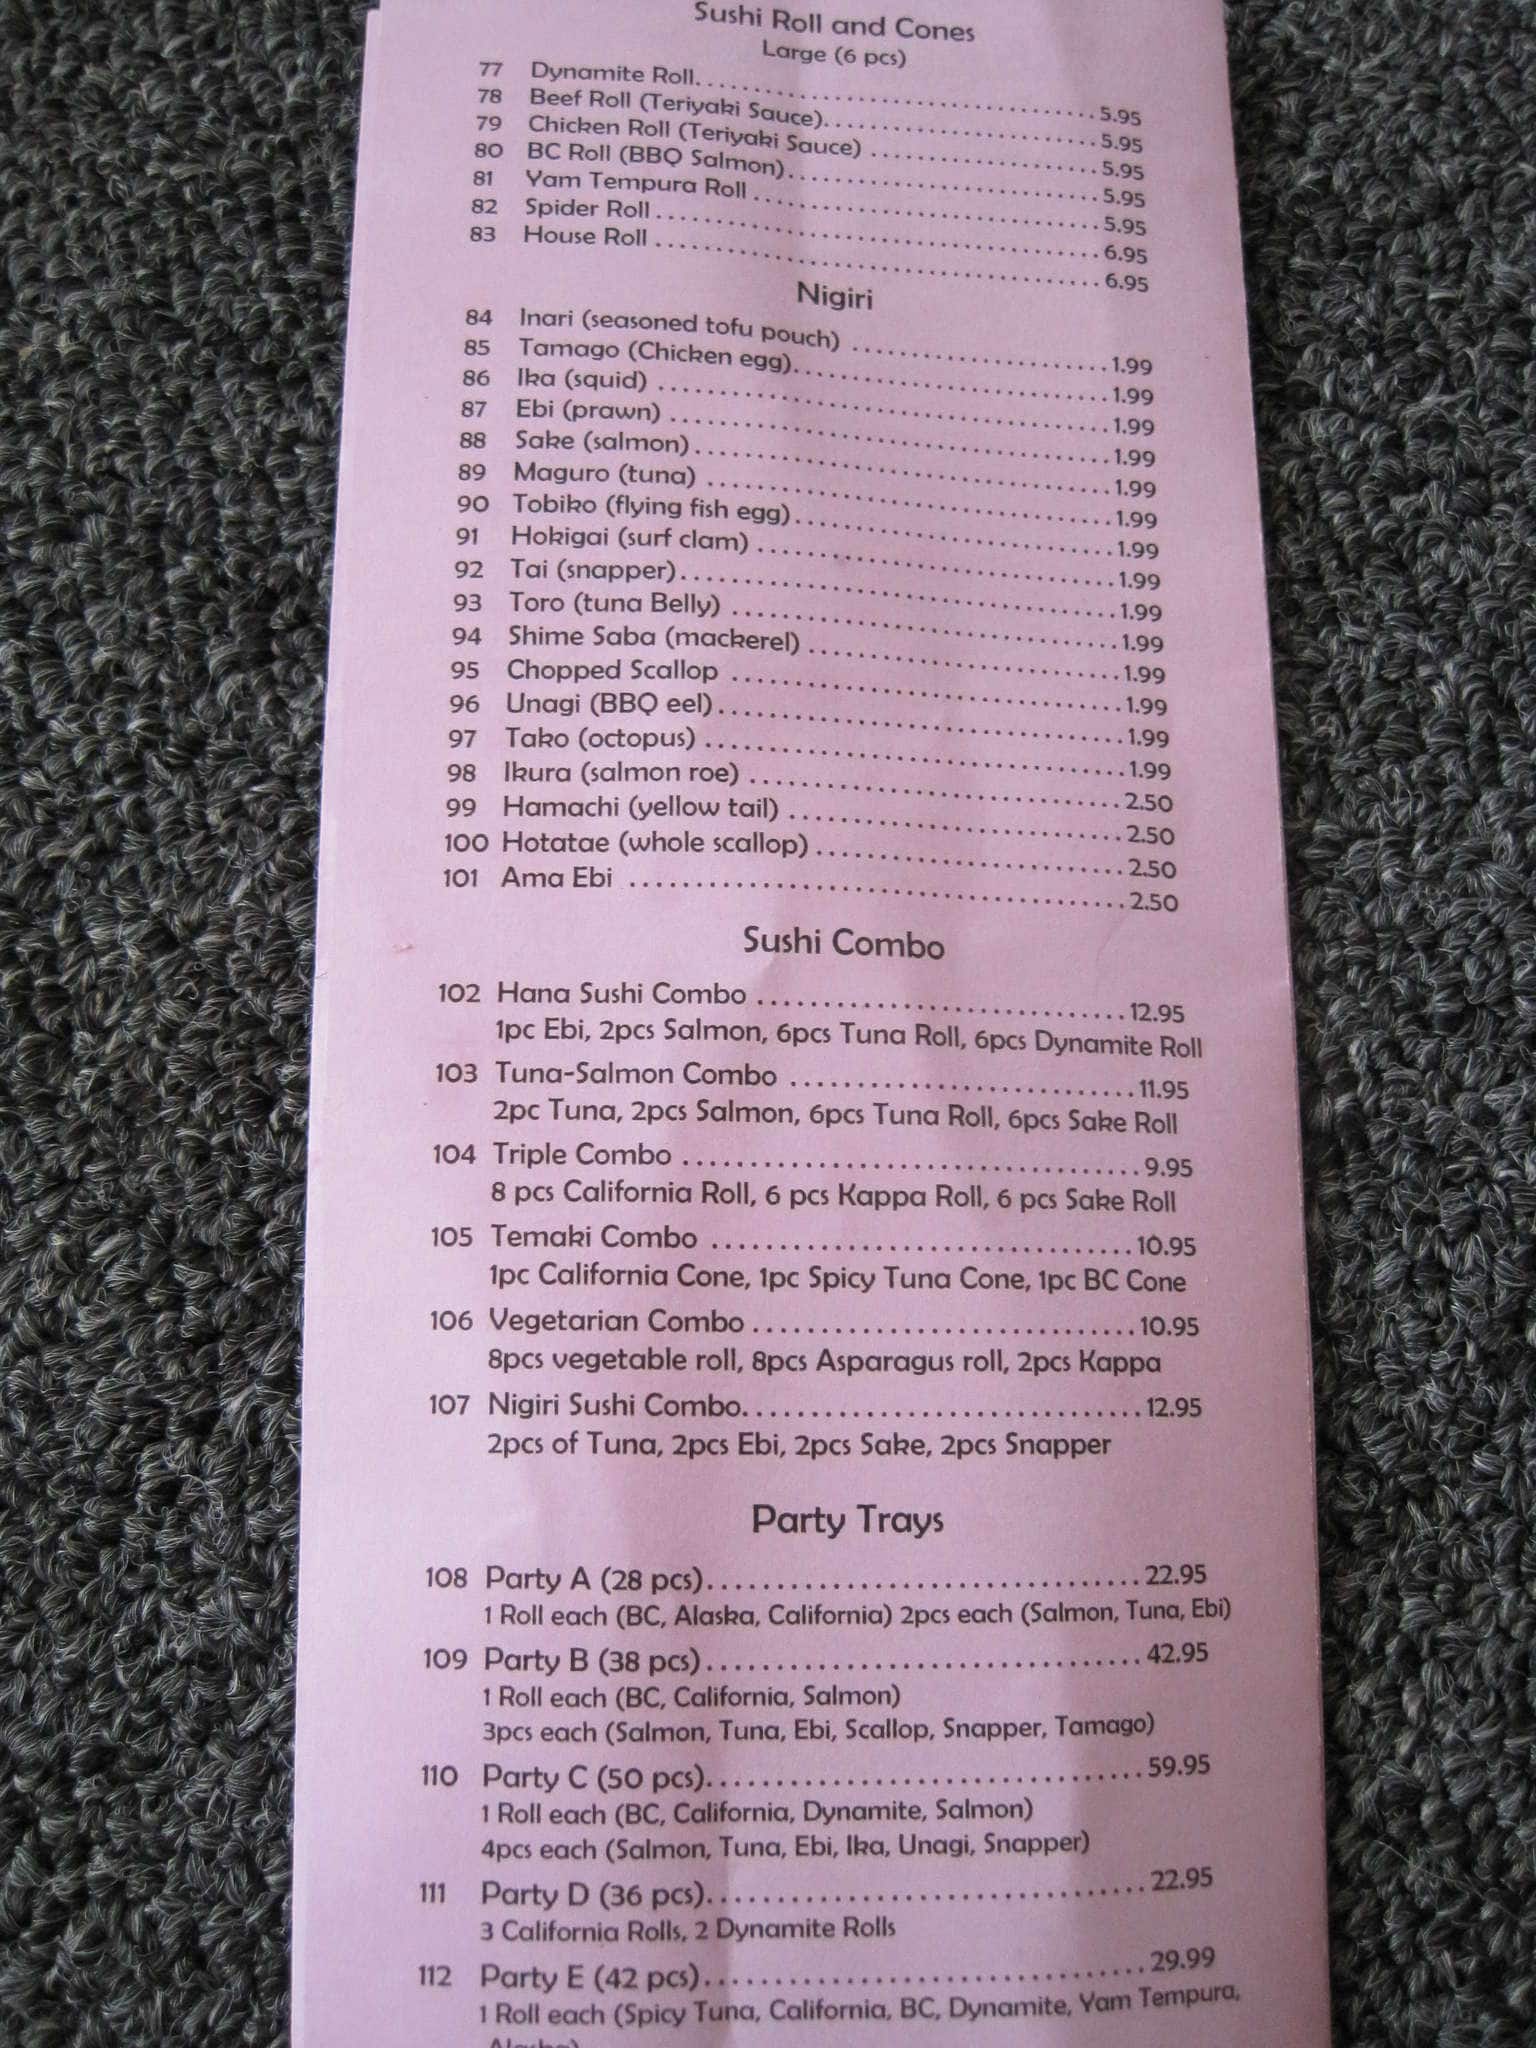 Sushi Roll and Cones
Large (6 pcs)
77 Dynamite Roll. . . . . . . . . . . . . . . . . . . . . . . . . . . . . . . . 5.95
78 Beef Roll (Teriyaki Sauce). . . . . . . . . . . . . . . . . . . . . . 5.95
79 Chicken Roll (Teriyaki Sauce) . . . . . . . . . . . . . . . . . . 5.95
80 BC Roll (BBQ Salmon). . . . . . . . . . . . . . . . . . . . . . . . . 5.95
81 Yam Tempura Roll . . . . . . . . . . . . . . . . . . . . . . . . . . . 5.95
82 Spider Roll . . . . . . . . . . . . . . . . . . . . . . . . . . . . . . . . . 6.95
83 House Roll . . . . . . . . . . . . . . . . . . . . . . . . . . . . . . . . . 6.95
Nigiri
84 Inari (seasoned tofu pouch) . . . . . . . . . . . . . . . . . . . 1.99
85 Tamago (Chicken egg). . . . . . . . . . . . . . . . . . . . . . . . 1.99
86 Ika (squid) . . . . . . . . . . . . . . . . . . . . . . . . . . . . . . . . . 1.99
87 Ebi (prawn) . . . . . . . . . . . . . . . . . . . . . . . . . . . . . . . . 1.99
88 Sake (salmon). . . . . . . . . . . . . . . . . . . . . . . . . . . . . . . 1.99
89 Maguro (tuna) . . . . . . . . . . . . . . . . . . . . . . . . . . . . . . 1.99
90 Tobiko (flying fish egg). . . . . . . . . . . . . . . . . . . . . . . . 1.99
91 Hokigai (surf clam) . . . . . . . . . . . . . . . . . . . . . . . . . . 1.99
92 Tai (snapper). . . . . . . . . . . . . . . . . . . . . . . . . . . . . . . . 1.99
93 Toro (tuna Belly) . . . . . . . . . . . . . . . . . . . . . . . . . . . . 1.99
94 Shime Saba (mackerel) . . . . . . . . . . . . . . . . . . . . . . . 1.99
95 Chopped Scallop . . . . . . . . . . . . . . . . . . . . . . . . . . . . 1.99
96 Unagi (BBQ eel). . . . . . . . . . . . . . . . . . . . . . . . . . . . . . 1.99
97 Tako (octopus) . . . . . . . . . . . . . . . . . . . . . . . . . . . . . . 1.99
98 Ikura (salmon roe) . . . . . . . . . . . . . . . . . . . . . . . . . . . 2.50
99 Hamachi (yellow tail) . . . . . . . . . . . . . . . . . . . . . . . . 2.50
100 Hotatae (whole scallop) . . . . . . . . . . . . . . . . . . . . . . 2.50
101 Ama Ebi . . . . . . . . . . . . . . . . . . . . . . . . . . . . . . . . . . . . 2.50
Sushi Combo
102 Hana Sushi Combo . . . . . . . . . . . . . . . . . . . . . . . . . . . 12.95
1pc Ebi, 2pcs Salmon, 6pcs Tuna Roll, 6pcs Dynamite Roll
103 Tuna-Salmon Combo . . . . . . . . . . . . . . . . . . . . . . . . . 11.95
2pc Tuna, 2pcs Salmon, 6pcs Tuna Roll, 6pcs Sake Roll
104 Triple Combo . . . . . . . . . . . . . . . . . . . . . . . . . . . . . . . . . 9.95
8 pcs California Roll, 6 pcs Kappa Roll, 6 pcs Sake Roll
105 Temaki Combo . . . . . . . . . . . . . . . . . . . . . . . . . . . . . . 10.95
1pc California Cone, 1pc Spicy Tuna Cone, 1pc BC Cone
106 Vegetarian Combo . . . . . . . . . . . . . . . . . . . . . . . . . . . 10.95
8pcs vegetable roll, 8pcs Asparagus roll, 2pcs Kappa
107 Nigiri Sushi Combo. . . . . . . . . . . . . . . . . . . . . . . . . . . . 12.95
2pcs of Tuna, 2pcs Ebi, 2pcs Sake, 2pcs Snapper
Party Trays
108 Party A (28 pcs). . . . . . . . . . . . . . . . . . . . . . . . . . . . . . . 22.95
1 Roll each (BC, Alaska, California) 2pcs each (Salmon, Tuna, Ebi)
109 Party B (38 pcs). . . . . . . . . . . . . . . . . . . . . . . . . . . . . . . 42.95
1 Roll each (BC, California, Salmon)
3pcs each (Salmon, Tuna, Ebi, Scallop, Snapper, Tamago)
110 Party C (50 pcs). . . . . . . . . . . . . . . . . . . . . . . . . . . . . . . 59.95
1 Roll each (BC, California, Dynamite, Salmon)
4pcs each (Salmon, Tuna, Ebi, Ika, Unagi, Snapper)
111 Party D (36 pcs). . . . . . . . . . . . . . . . . . . . . . . . . . . . . . . 22.95
3 California Rolls, 2 Dynamite Rolls
112 Party E (42 pcs). . . . . . . . . . . . . . . . . . . . . . . . . . . . . . . 29.99
1 Roll each (Spicy Tuna, California, BC, Dynamite, Yam Tempura,